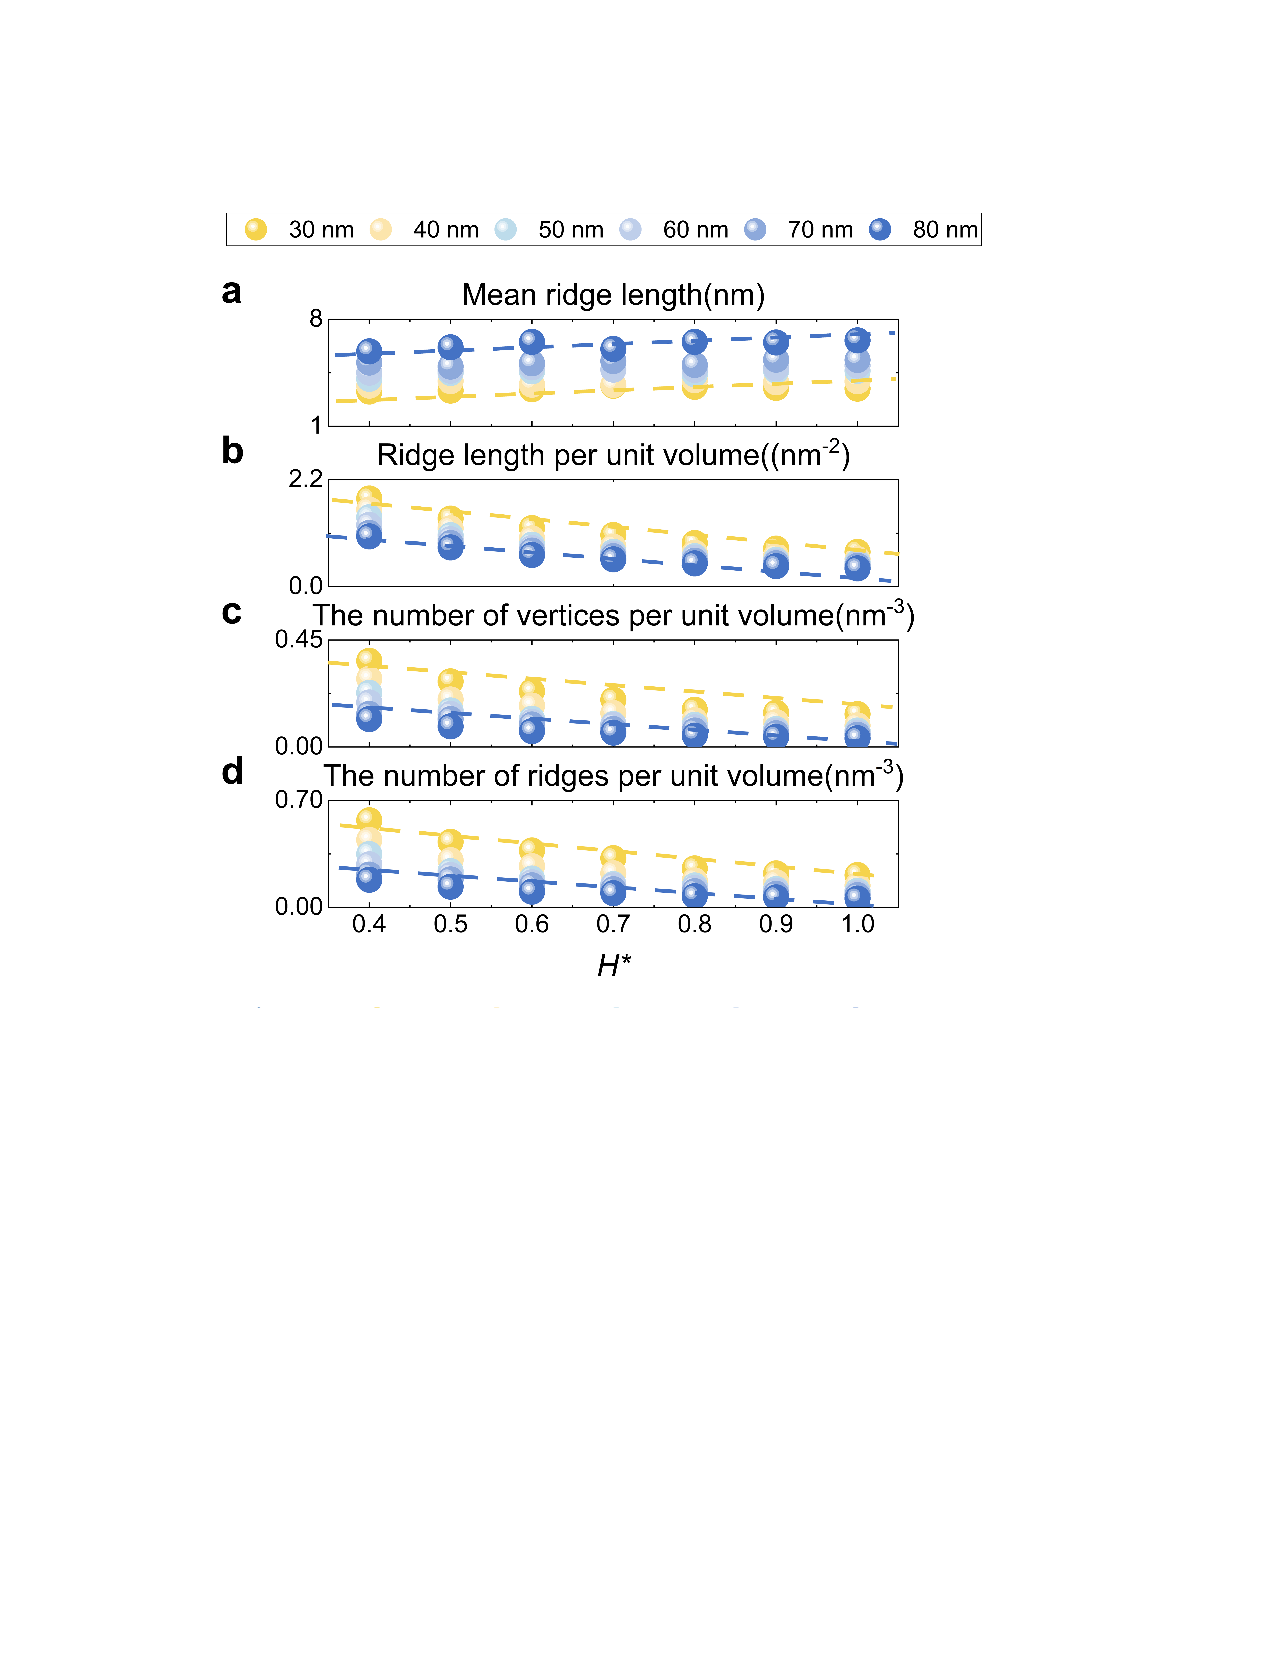 30 nm 40 nm 50 nm 60 nm 70 nm 80 nm
a
Mean ridge length(nm)
8
1
b
Ridge length per unit volume((nm-2)
2.2
0.0
c
The number of vertices per unit volume(nm-3)
0.45
0.00
d
The number of ridges per unit volume(nm-3)
0.70
0.00
0.4 0.5 0.6 0.7 0.8 0.9 1.0
H*